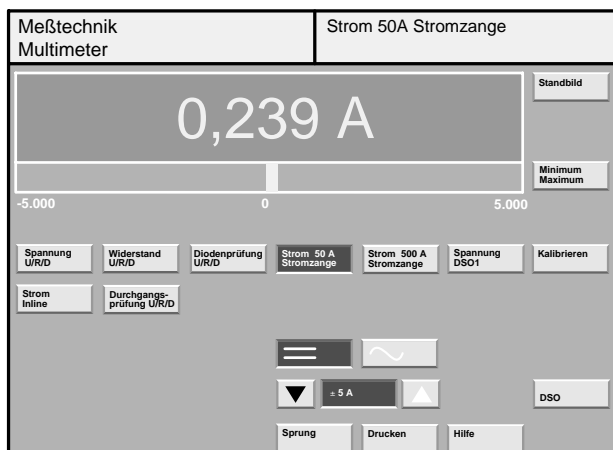 Meßtechnik
Multimeter
Strom 50A Stromzange
0,239 A
Standbild
Minimum
Maximum
-5.000 0 5.000
Spannung
U/R/D
Widerstand
U/R/D
Diodenprüfung
U/R/D
Strom 50 A
Stromzange
Strom 500 A
Stromzange
Spannung
DSO1
Kalibrieren
Strom
Inline
Durchgangs-
prüfung U/R/D
± 5 A
DSO
Sprung
Drucken
Hilfe